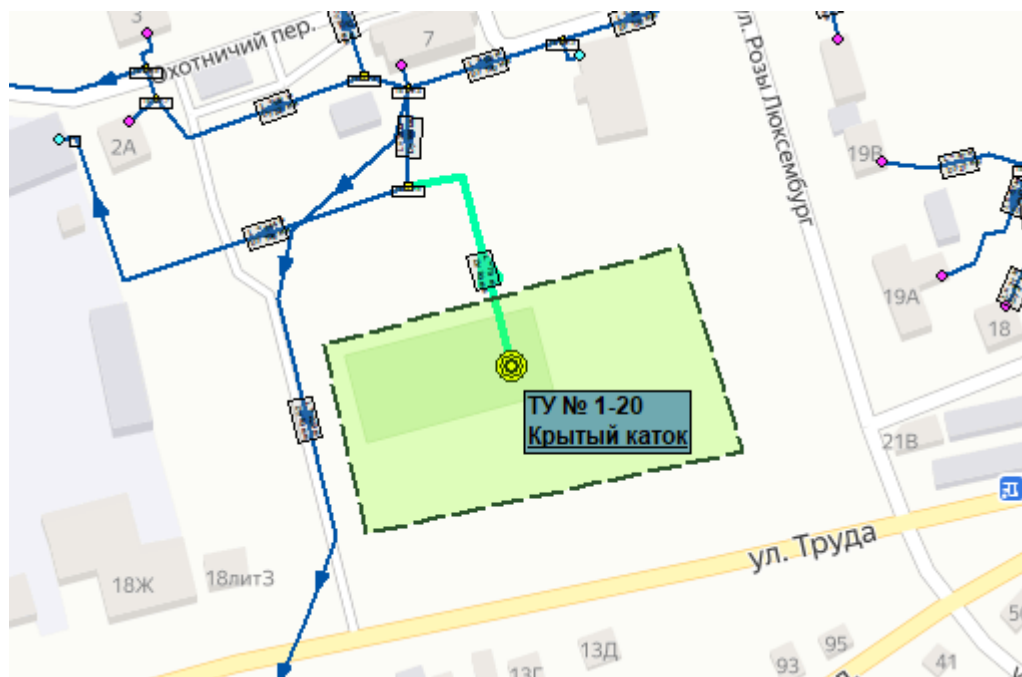 3
Охотничий пер.
7
ул. Розы Люксембург
2А
19В
19А
18
ТУ № 1-20
Крытый каток
21В
ул. Труда
18Ж
18литЗ
13Д
13Г
93
95
41